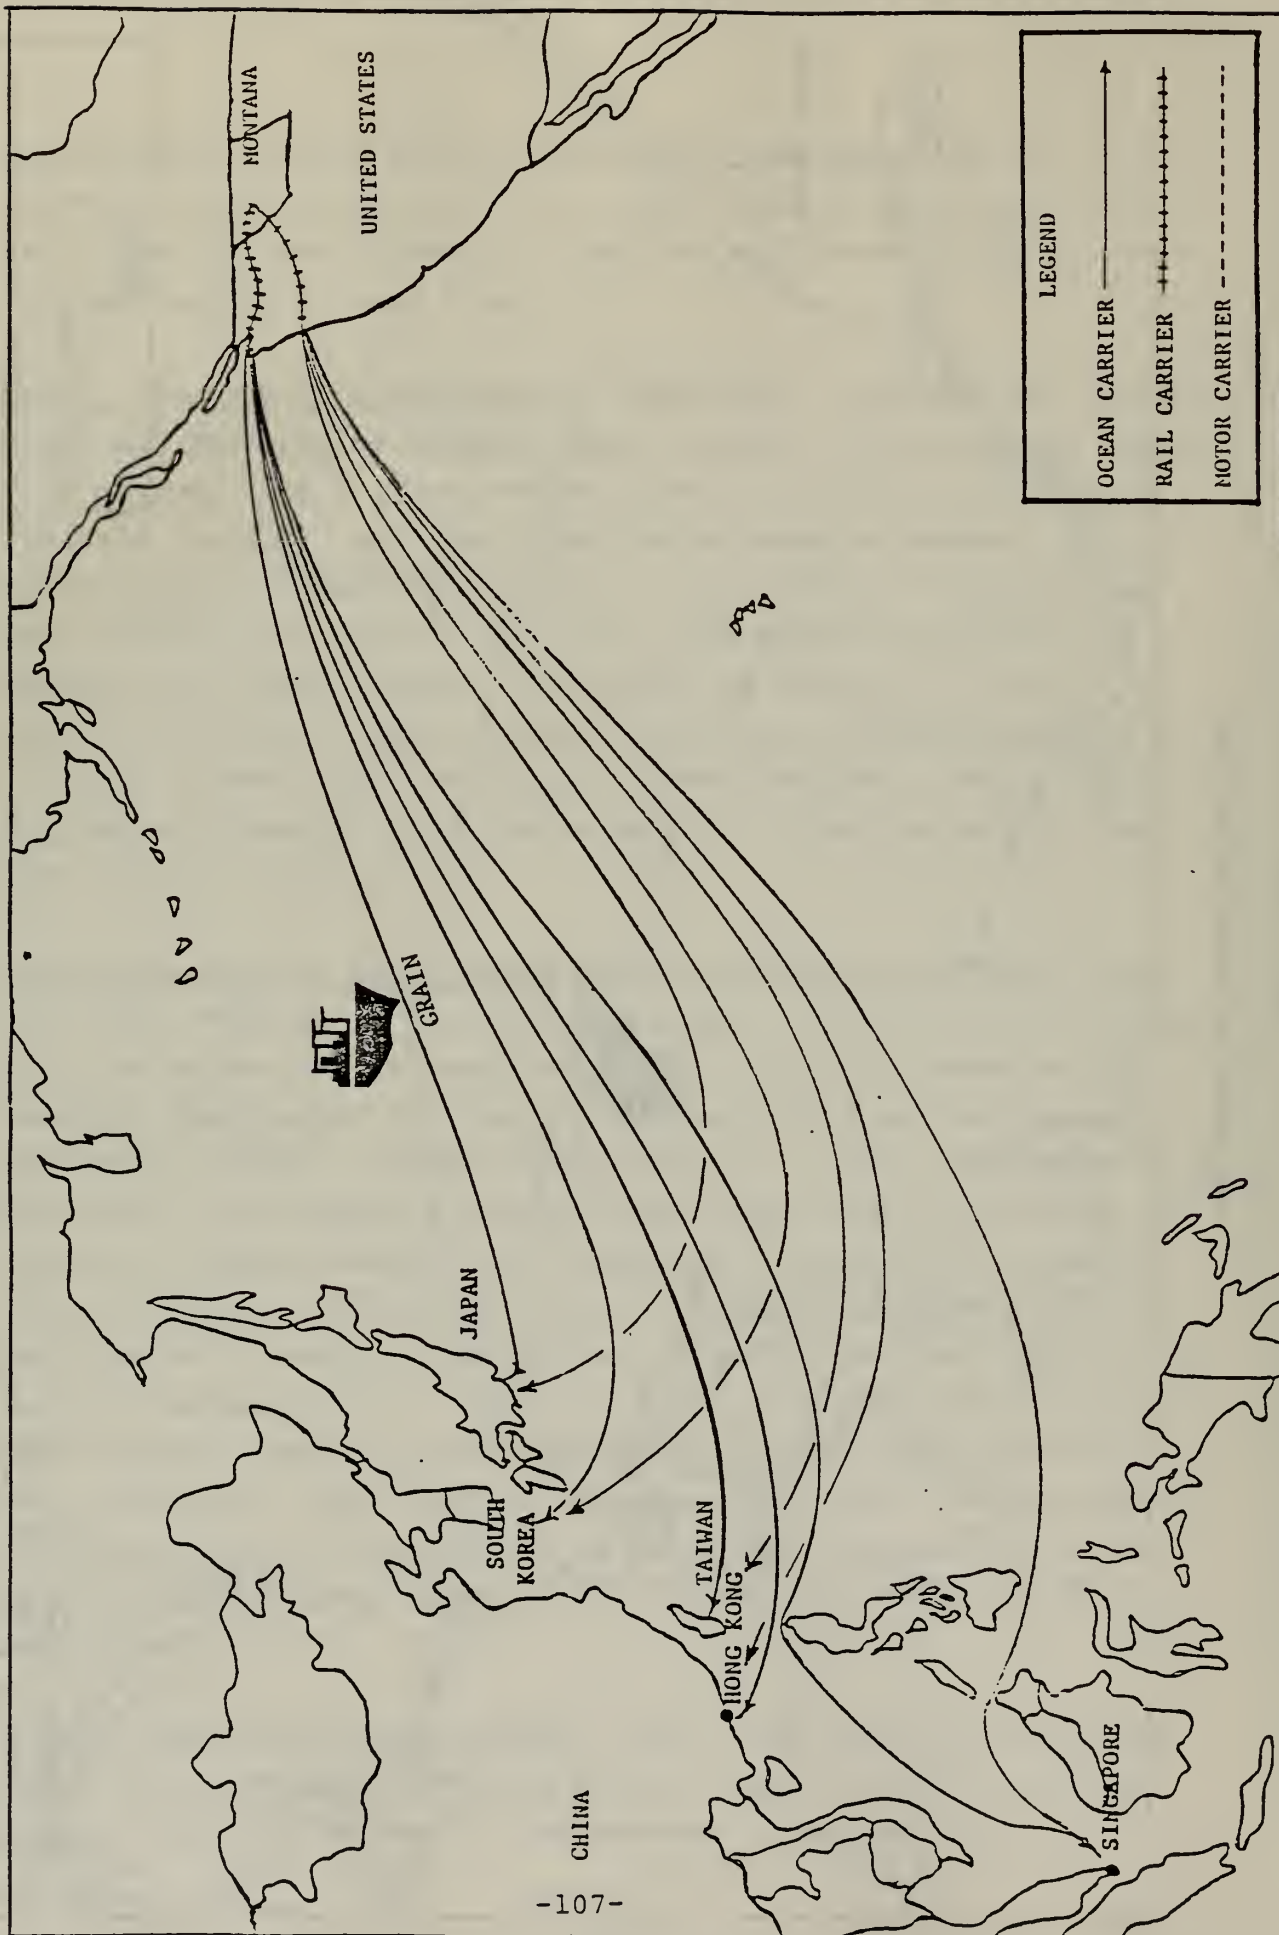 MONTANA
UNITED STATES
GRAIN
JAPAN
SOUTH
KOREA
TAIWAN
HONG KONG
CHINA
SINGAPORE
LEGEND
OCEAN CARRIER
RAIL CARRIER
MOTOR CARRIER
-107-